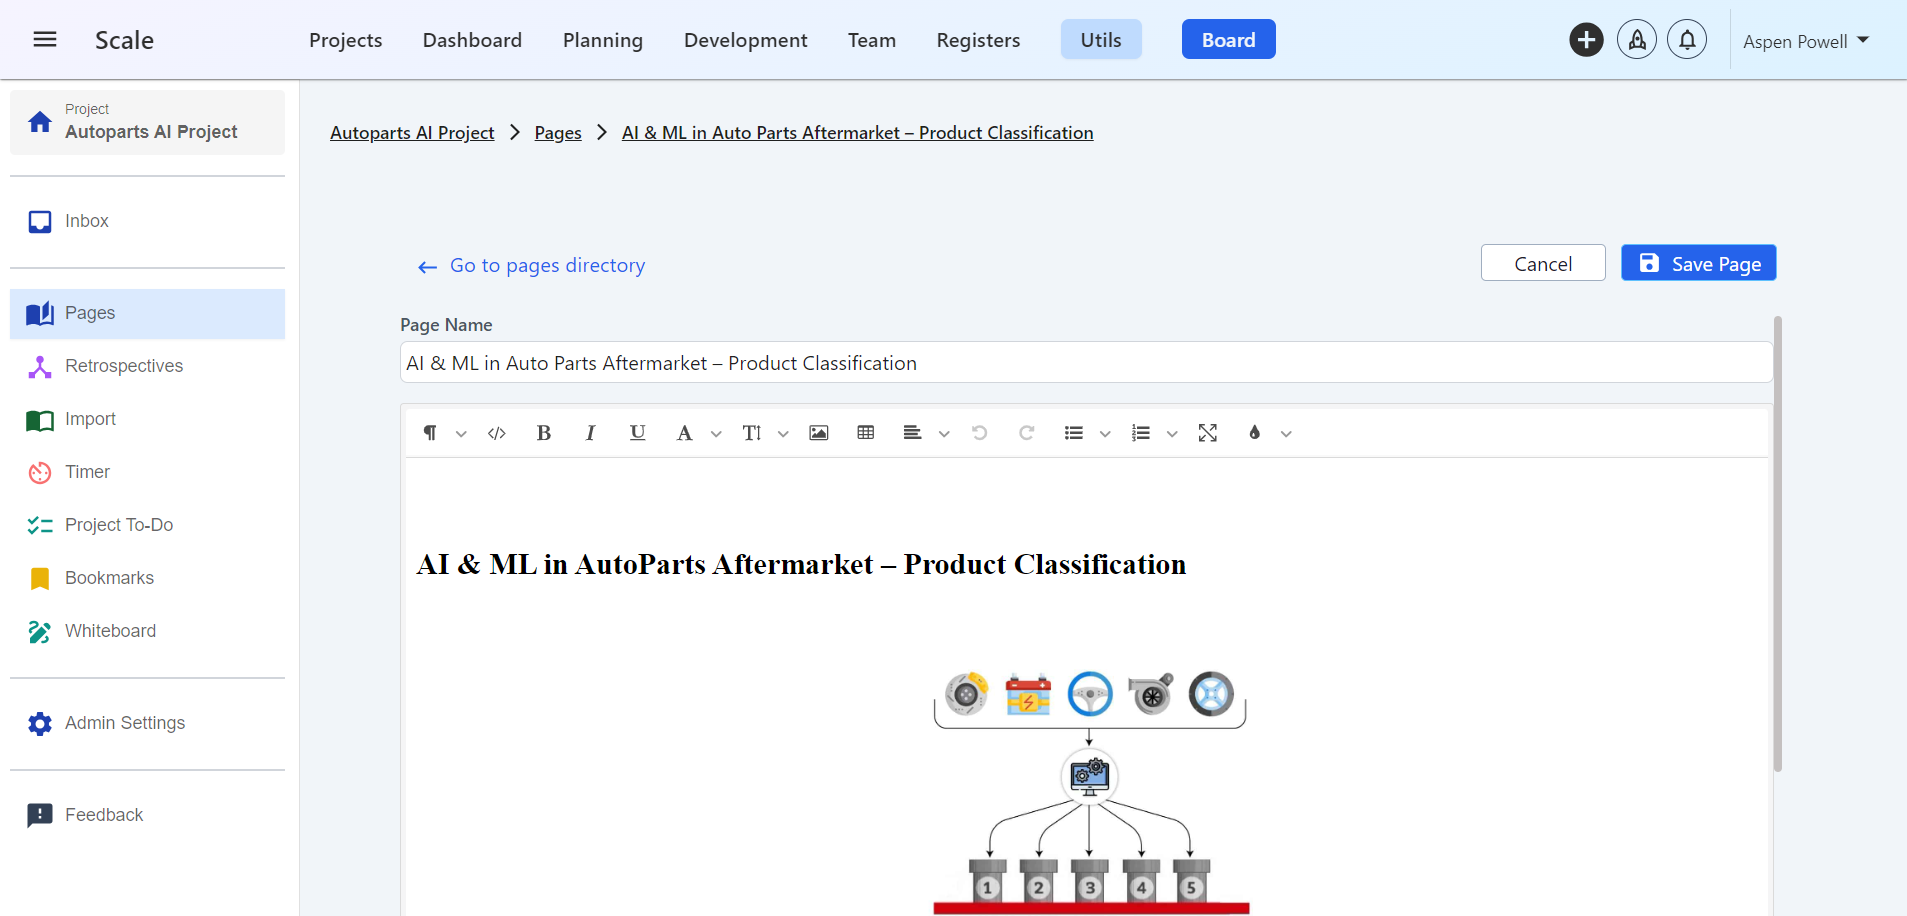 Scale
Projects
Dashboard
Planning
Development
Team
Registers
Utils
Board
Aspen Powell
Project
Autoparts AI Project
Inbox
Pages
Retrospectives
Import
Timer
Project To-Do
Bookmarks
Whiteboard
Admin Settings
Feedback
Autoparts AI Project > Pages > AI & ML in Auto Parts Aftermarket – Product Classification
Go to pages directory
Cancel
Save Page
Page Name
AI & ML in Auto Parts Aftermarket – Product Classification
AI & ML in AutoParts Aftermarket – Product Classification
1 2 3 4 5